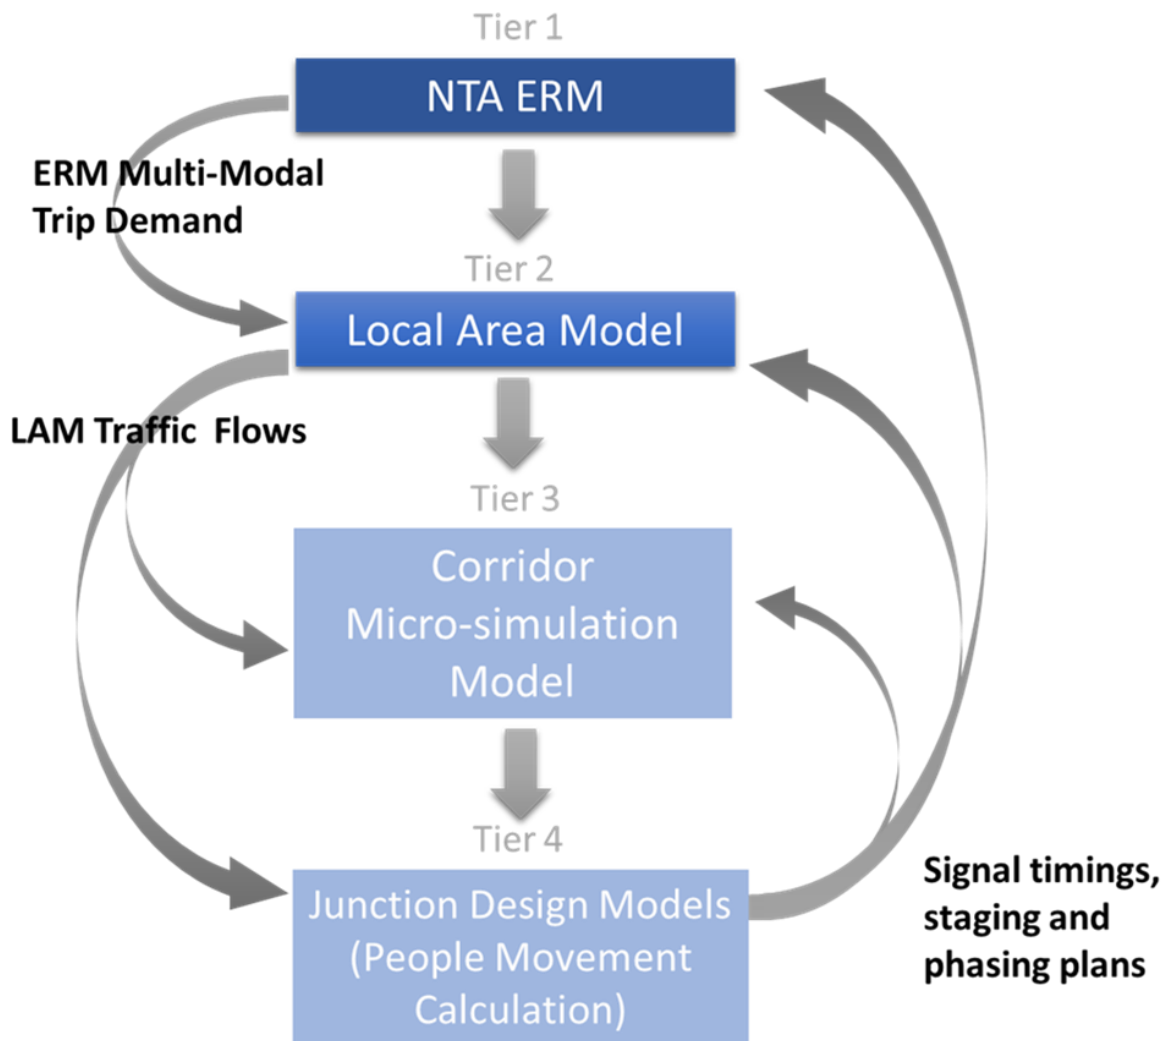 Tier 1
NTA ERM
ERM Multi-Modal
Trip Demand
Tier 2
Local Area Model
LAM Traffic  Flows
Tier 3
Corridor
Micro-simulation
Model
Tier 4
Junction Design Models
(People Movement
Calculation)
Signal timings,
staging and
phasing plans